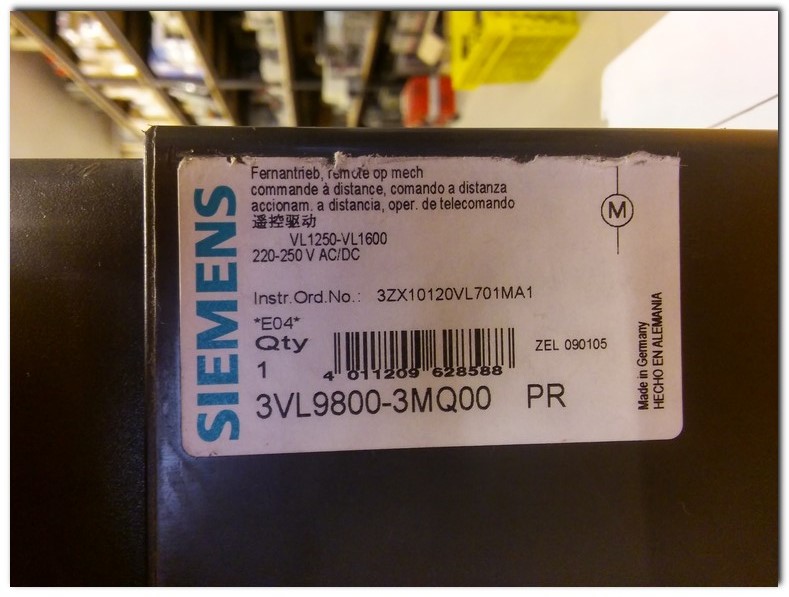 SIEMENS
Fernantrieb, remote op mech
commande à distance, comando a distanza
accionam. a distancia, oper. de telecomando
遥控驱动
VL1250-VL1600
220-250 V AC/DC
M
Instr.Ord.No.: 3ZX10120VL701MA1
*E04*
Qty
1
4 011209 628588
ZEL 090105
3VL9800-3MQ00 PR
Made in Germany
HECHO EN ALEMANIA